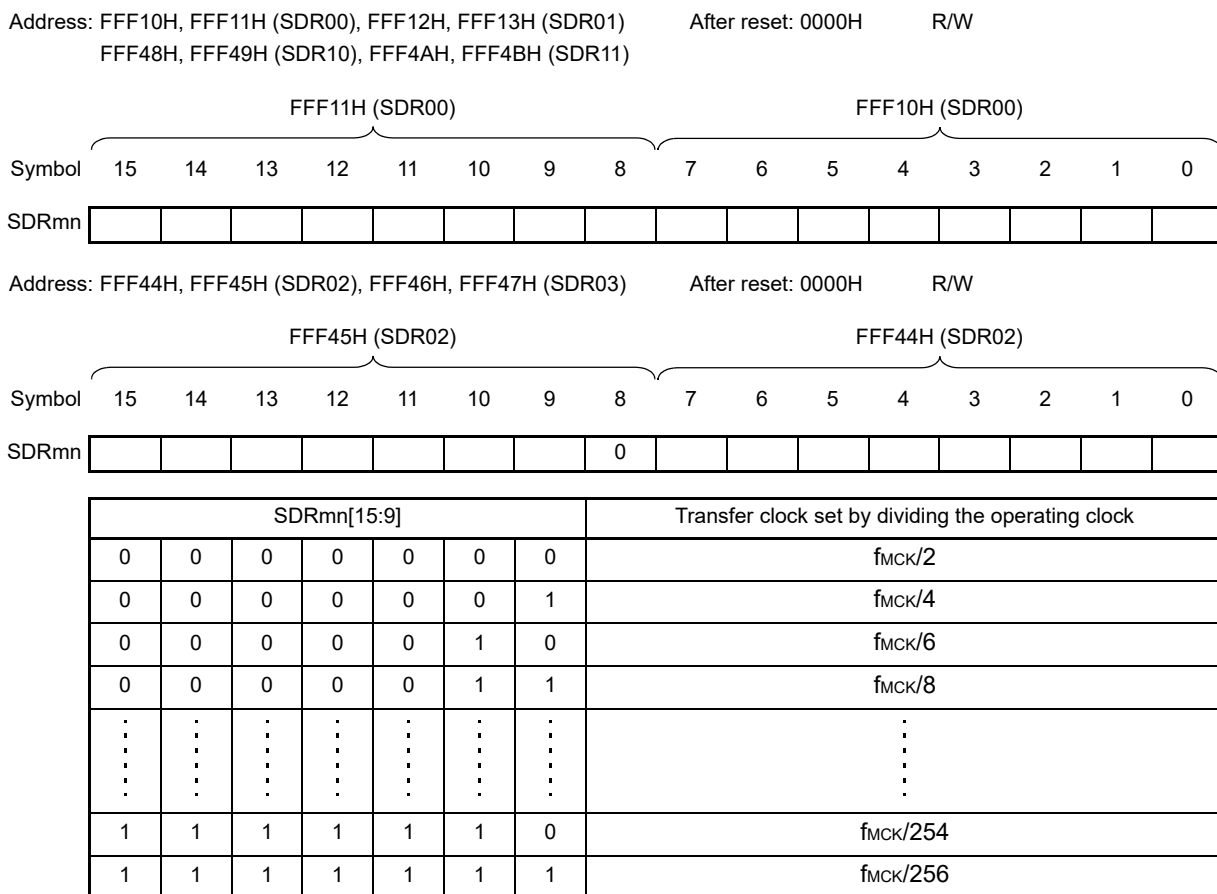 Address: FFF10H, FFF11H (SDR00), FFF12H, FFF13H (SDR01) After reset: 0000H R/W
FFF48H, FFF49H (SDR10), FFF4AH, FFF4BH (SDR11)
FFF11H (SDR00) FFF10H (SDR00)
Symbol 15 14 13 12 11 10 9 8 7 6 5 4 3 2 1 0
SDRmn
Address: FFF44H, FFF45H (SDR02), FFF46H, FFF47H (SDR03) After reset: 0000H R/W
FFF45H (SDR02) FFF44H (SDR02)
Symbol 15 14 13 12 11 10 9 8 7 6 5 4 3 2 1 0
SDRmn 0
SDRmn[15:9] Transfer clock set by dividing the operating clock
0 0 0 0 0 0 0 fMCK/2
0 0 0 0 0 0 1 fMCK/4
0 0 0 0 0 1 0 fMCK/6
0 0 0 0 0 1 1 fMCK/8
1 1 1 1 1 1 0 fMCK/254
1 1 1 1 1 1 1 fMCK/256